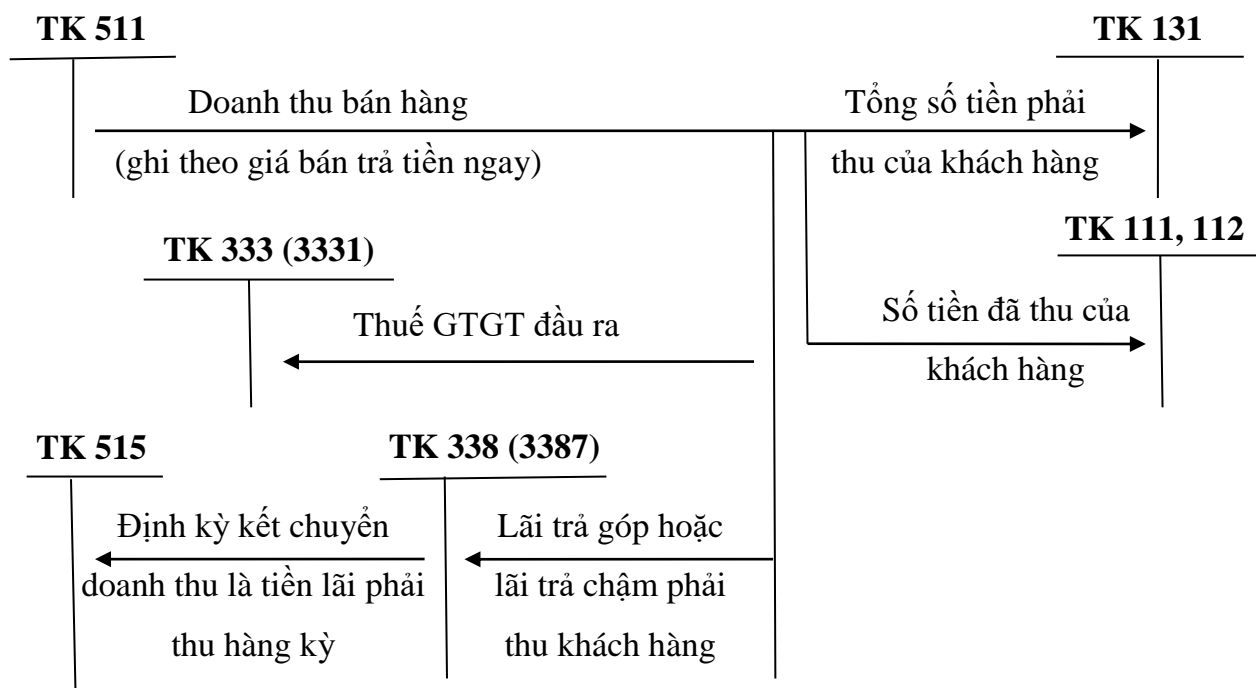 TK 511
TK 131
Doanh thu bán hàng
Tổng số tiền phải
(ghi theo giá bán trả tiền ngay)
thu của khách hàng
TK 111, 112
TK 333 (3331)
Thuế GTGT đầu ra
Số tiền đã thu của
khách hàng
TK 515
TK 338 (3387)
Định kỳ kết chuyển
doanh thu là tiền lãi phải
thu hàng kỳ
Lãi trả góp hoặc
lãi trả chậm phải
thu khách hàng